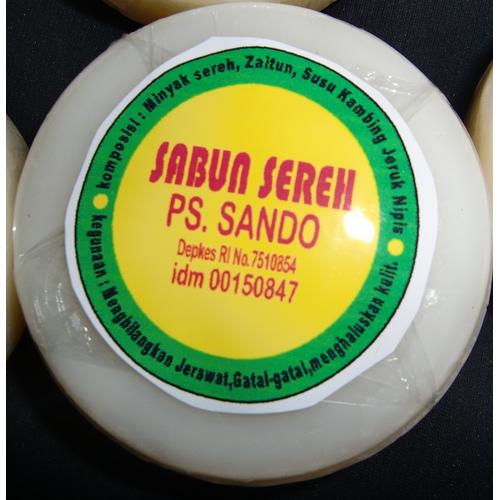 komposisi : Minyak sereh, Zaitun, Susu Kambing Jeruk Nipis
SABUN SEREH
PS. SANDO
Depkes RI No.7510854
idm 00150847
kegunaan : Menghilangkan Jerawat,Gatal-gatal,menghaluskan kulit.